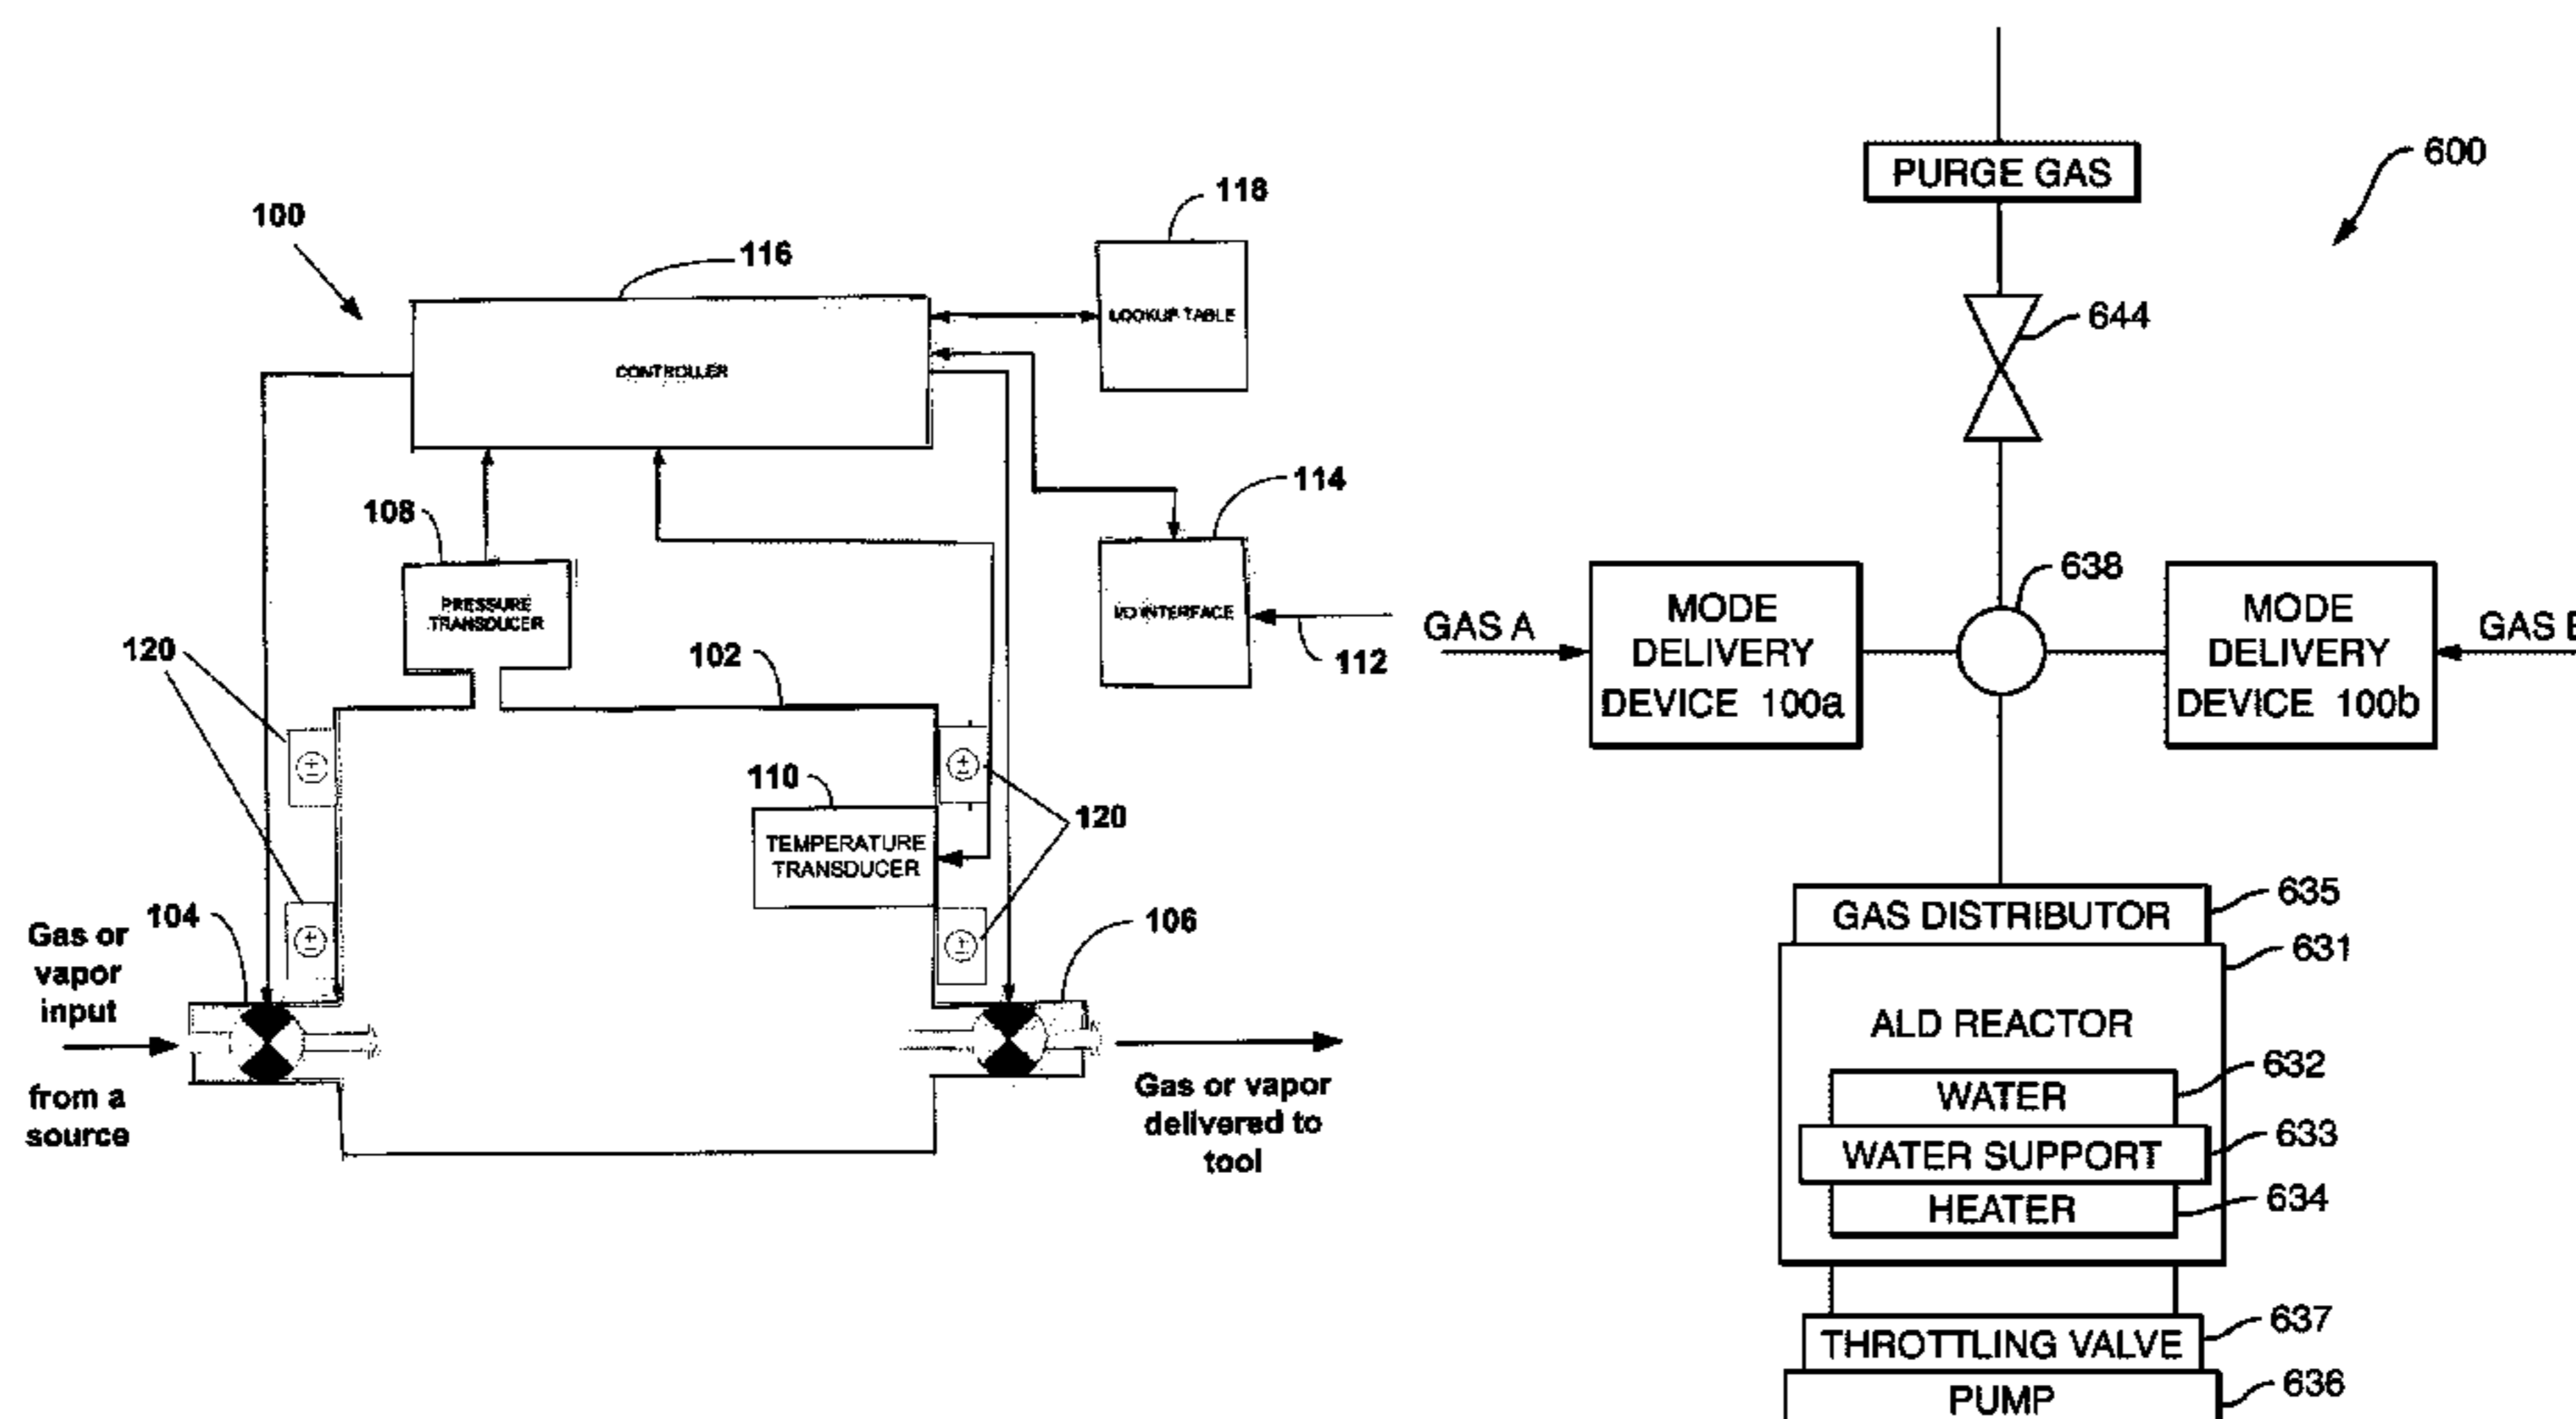 100
116
118
LOOKUP TABLE
CONTROLLER
108
PRESSURE
TRANSDUCER
114
I/O INTERFACE
112
120
102
110
TEMPERATURE
TRANSDUCER
120
104
106
Gas or
vapor
input
from a
source
Gas or vapor
delivered to
tool
600
PURGE GAS
644
638
GAS A
MODE
DELIVERY
DEVICE 100a
MODE
DELIVERY
DEVICE 100b
GAS
GAS DISTRIBUTOR
635
631
ALD REACTOR
WATER
632
WATER SUPPORT
633
HEATER
634
THROTTLING VALVE
637
PUMP
636